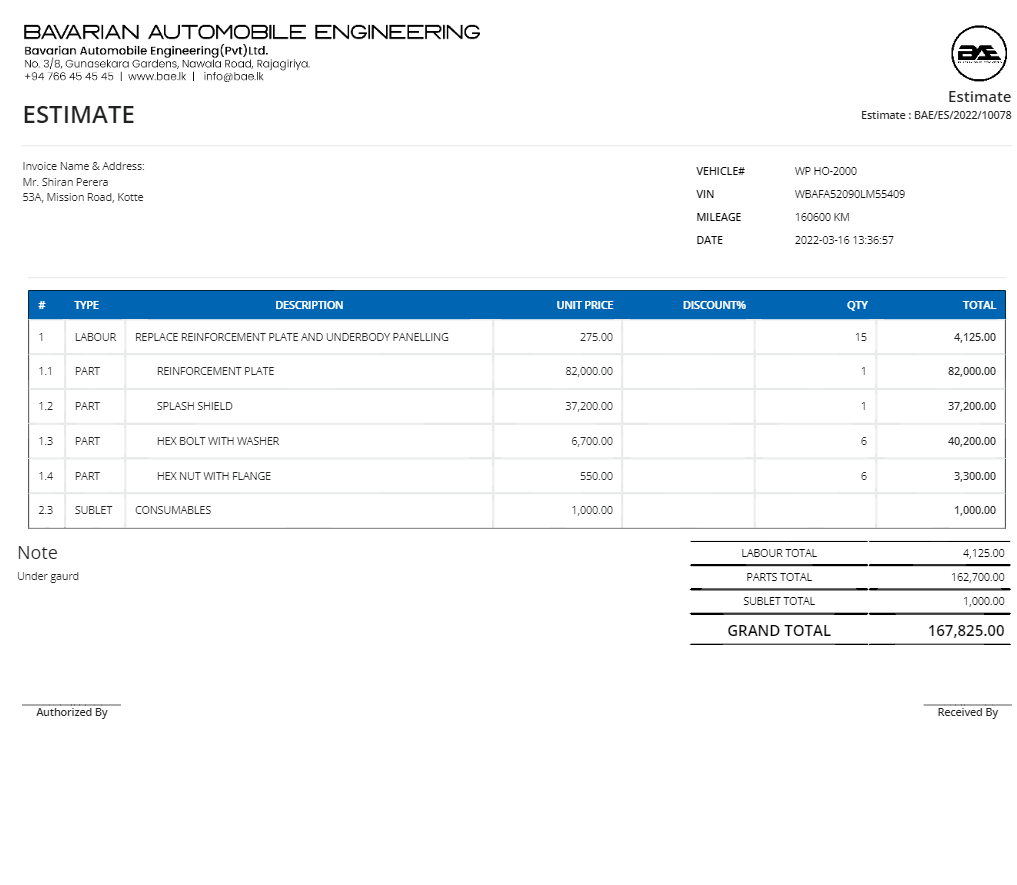 BAVARIAN AUTOMOBILE ENGINEERING
Bavarian Automobile Engineering(Pvt)Ltd.
No. 3/8, Gunasekara Gardens, Nawala Road, Rajagiriya.
+94 766 45 45 45 | www.bae.lk | info@bae.lk
BAE
Estimate
ESTIMATE
Estimate : BAE/ES/2022/10078
Invoice Name & Address:
Mr. Shiran Perera
53A, Mission Road, Kotte
VEHICLE# WP HO-2000
VIN WBAFA52090LM55409
MILEAGE 160600 KM
DATE 2022-03-16 13:36:57
# TYPE DESCRIPTION UNIT PRICE DISCOUNT% QTY TOTAL
1 LABOUR REPLACE REINFORCEMENT PLATE AND UNDERBODY PANELLING 275.00 15 4,125.00
1.1 PART REINFORCEMENT PLATE 82,000.00 1 82,000.00
1.2 PART SPLASH SHIELD 37,200.00 1 37,200.00
1.3 PART HEX BOLT WITH WASHER 6,700.00 6 40,200.00
1.4 PART HEX NUT WITH FLANGE 550.00 6 3,300.00
2.3 SUBLET CONSUMABLES 1,000.00 1,000.00
Note
Under gaurd
LABOUR TOTAL 4,125.00
PARTS TOTAL 162,700.00
SUBLET TOTAL 1,000.00
GRAND TOTAL 167,825.00
Authorized By
Received By